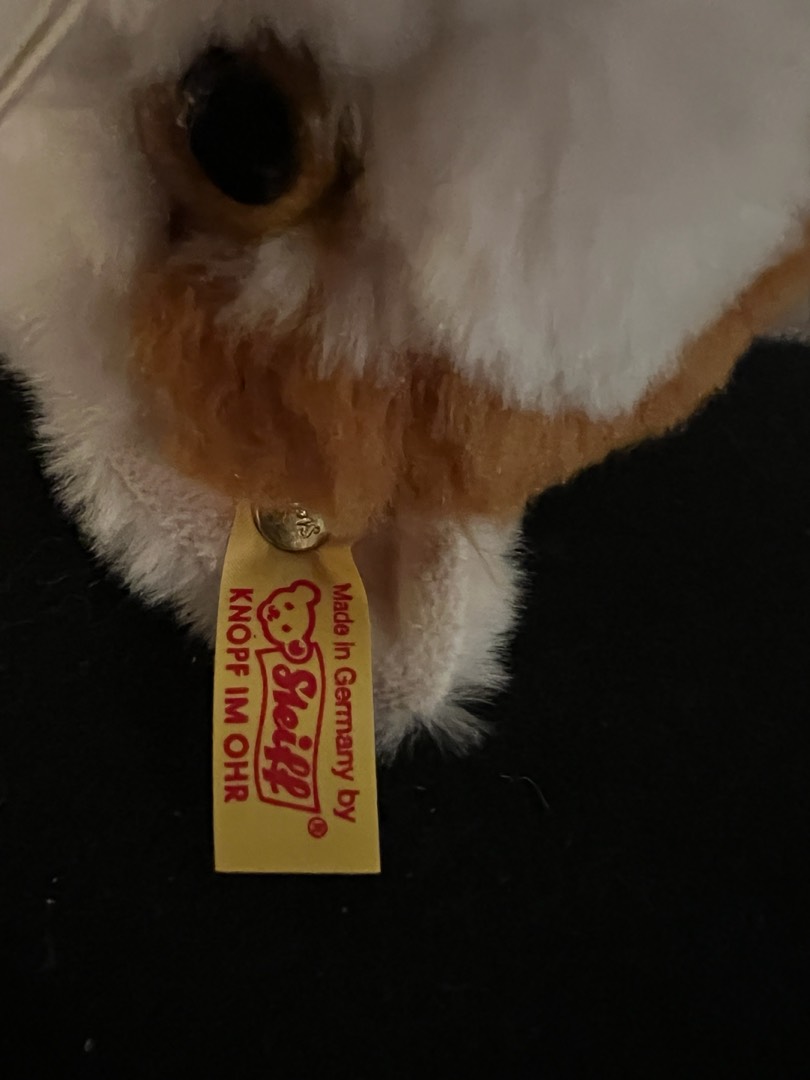 Made in Germany by
Steiff®
KNOPF IM OHR